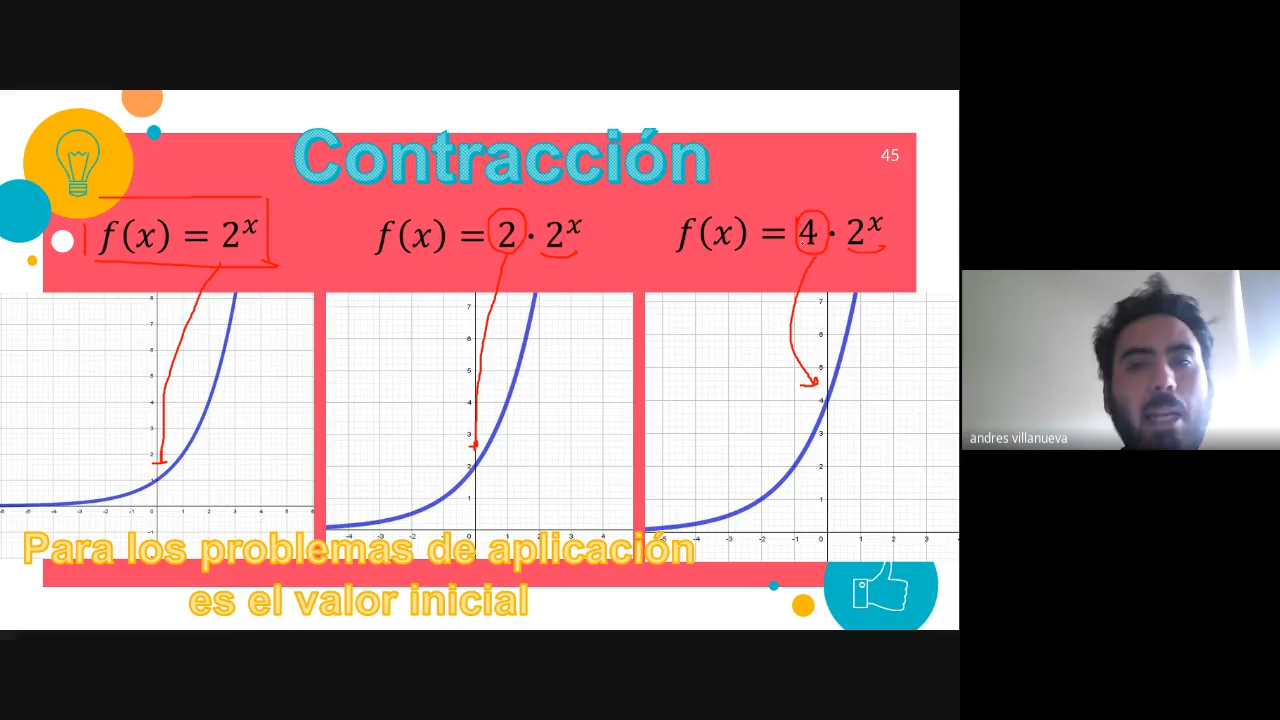 Contracción
45
f(x) = 2^x
f(x) = 2 · 2^x
f(x) = 4 · 2^x
Para los problemas de aplicación
es el valor inicial
andres villanueva